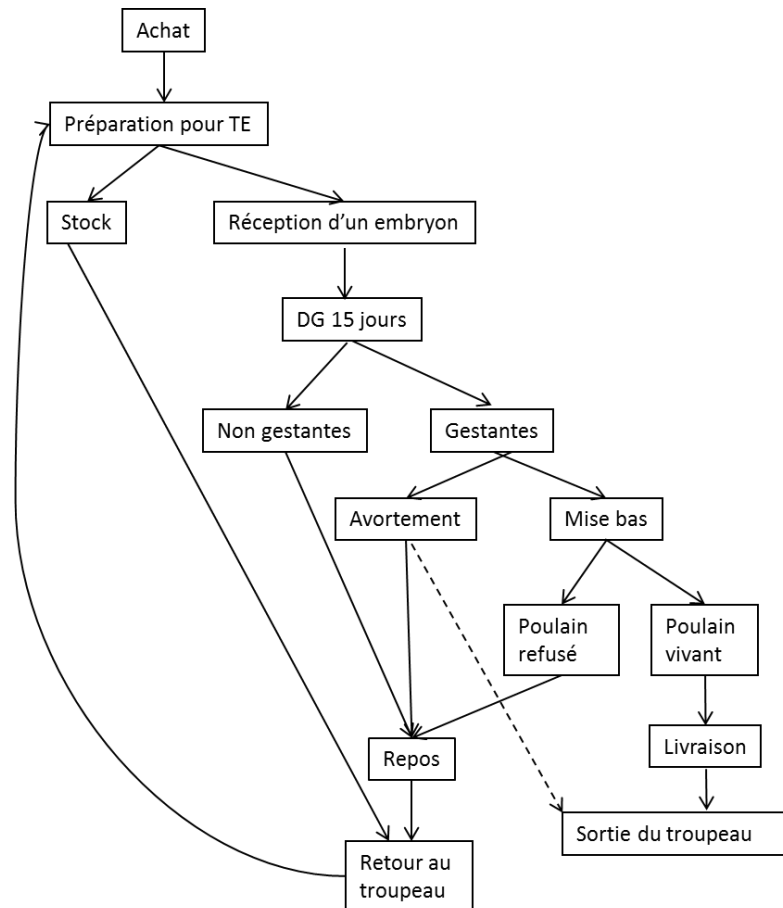 Achat
Préparation pour TE
Stock
Réception d’un embryon
DG 15 jours
Non gestantes
Gestantes
Avortement
Mise bas
Poulain
refusé
Poulain
vivant
Repos
Livraison
Sortie du troupeau
Retour au
troupeau